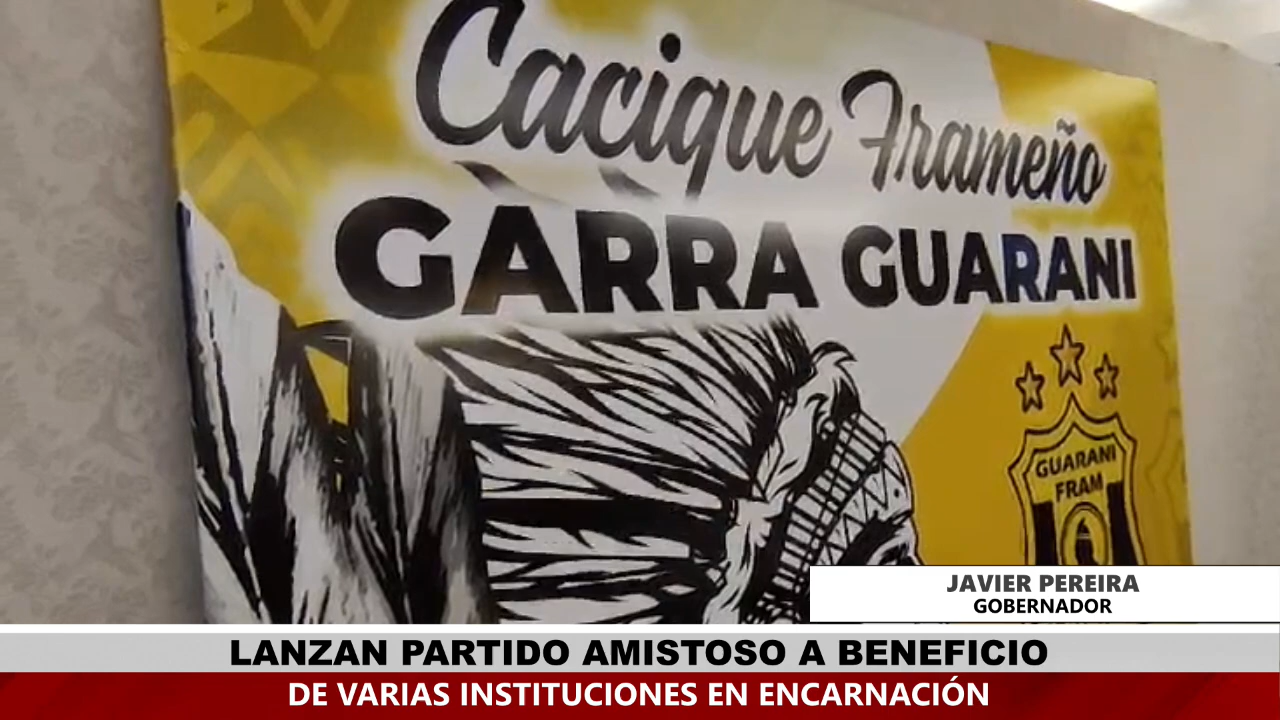 Cacique Frameño
GARRA GUARANI
GUARANI
FRAM
JAVIER PEREIRA
GOBERNADOR
LANZAN PARTIDO AMISTOSO A BENEFICIO
DE VARIAS INSTITUCIONES EN ENCARNACIÓN